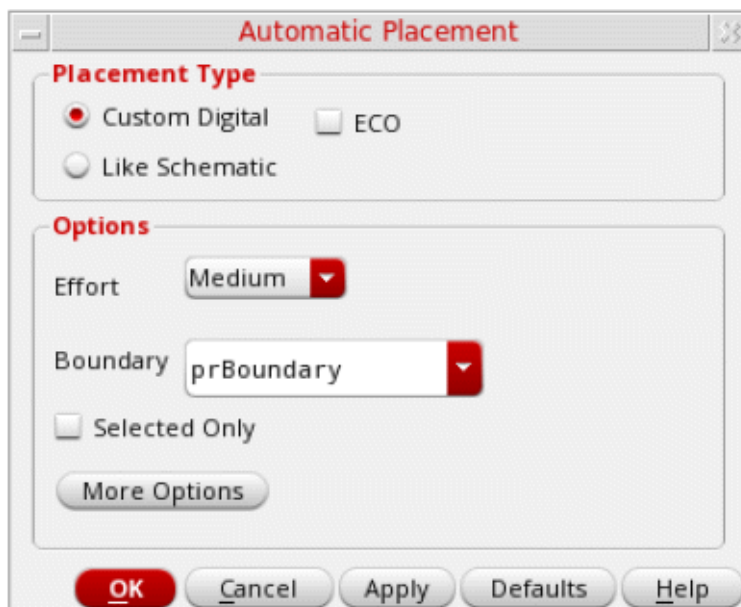 Automatic Placement
Placement Type
Custom Digital ECO
Like Schematic
Options
Effort Medium
Boundary prBoundary
Selected Only
More Options
OK Cancel Apply Defaults Help